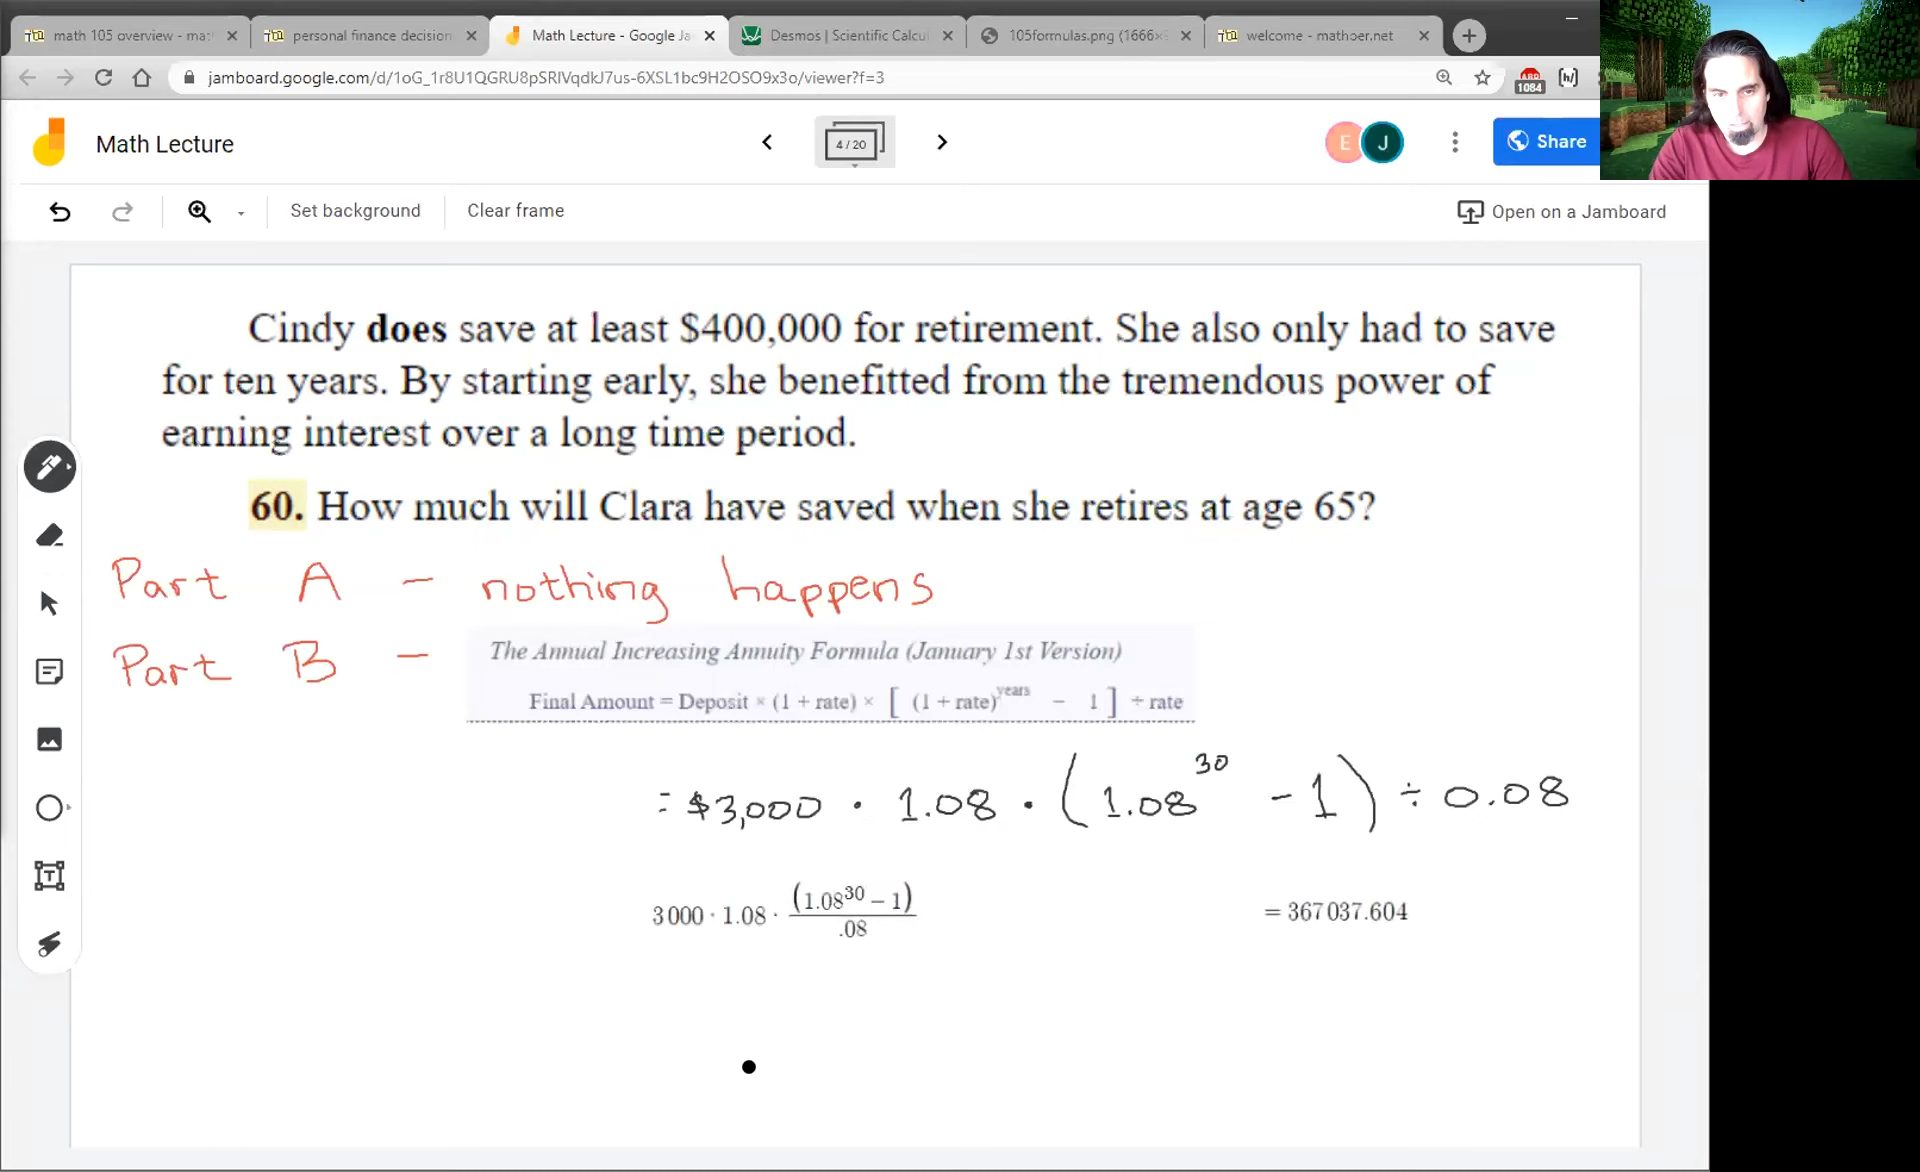 math 105 overview - mat
personal finance decision
Math Lecture - Google Ja
Desmos | Scientific Calcul
105formulas.png (1666×
welcome - mathoer.net
jamboard.google.com/d/1oG_1r8U1QGRU8pSRlVqdkJ7us-6XSL1bc9H2OSO9x3o/viewer?f=3
ABP
1084
Math Lecture
4 / 20
E
J
Share
Set background
Clear frame
Open on a Jamboard
Cindy does save at least $400,000 for retirement. She also only had to save
for ten years. By starting early, she benefitted from the tremendous power of
earning interest over a long time period.
60. How much will Clara have saved when she retires at age 65?
Part A – nothing happens
Part B –
The Annual Increasing Annuity Formula (January 1st Version)
Final Amount = Deposit × (1 + rate) × [ (1 + rate)^years − 1 ] ÷ rate
= $3,000 · 1.08 · (1.08^30 - 1) ÷ 0.08
3000 · 1.08 · (1.08^30 − 1) / .08 = 367037.604